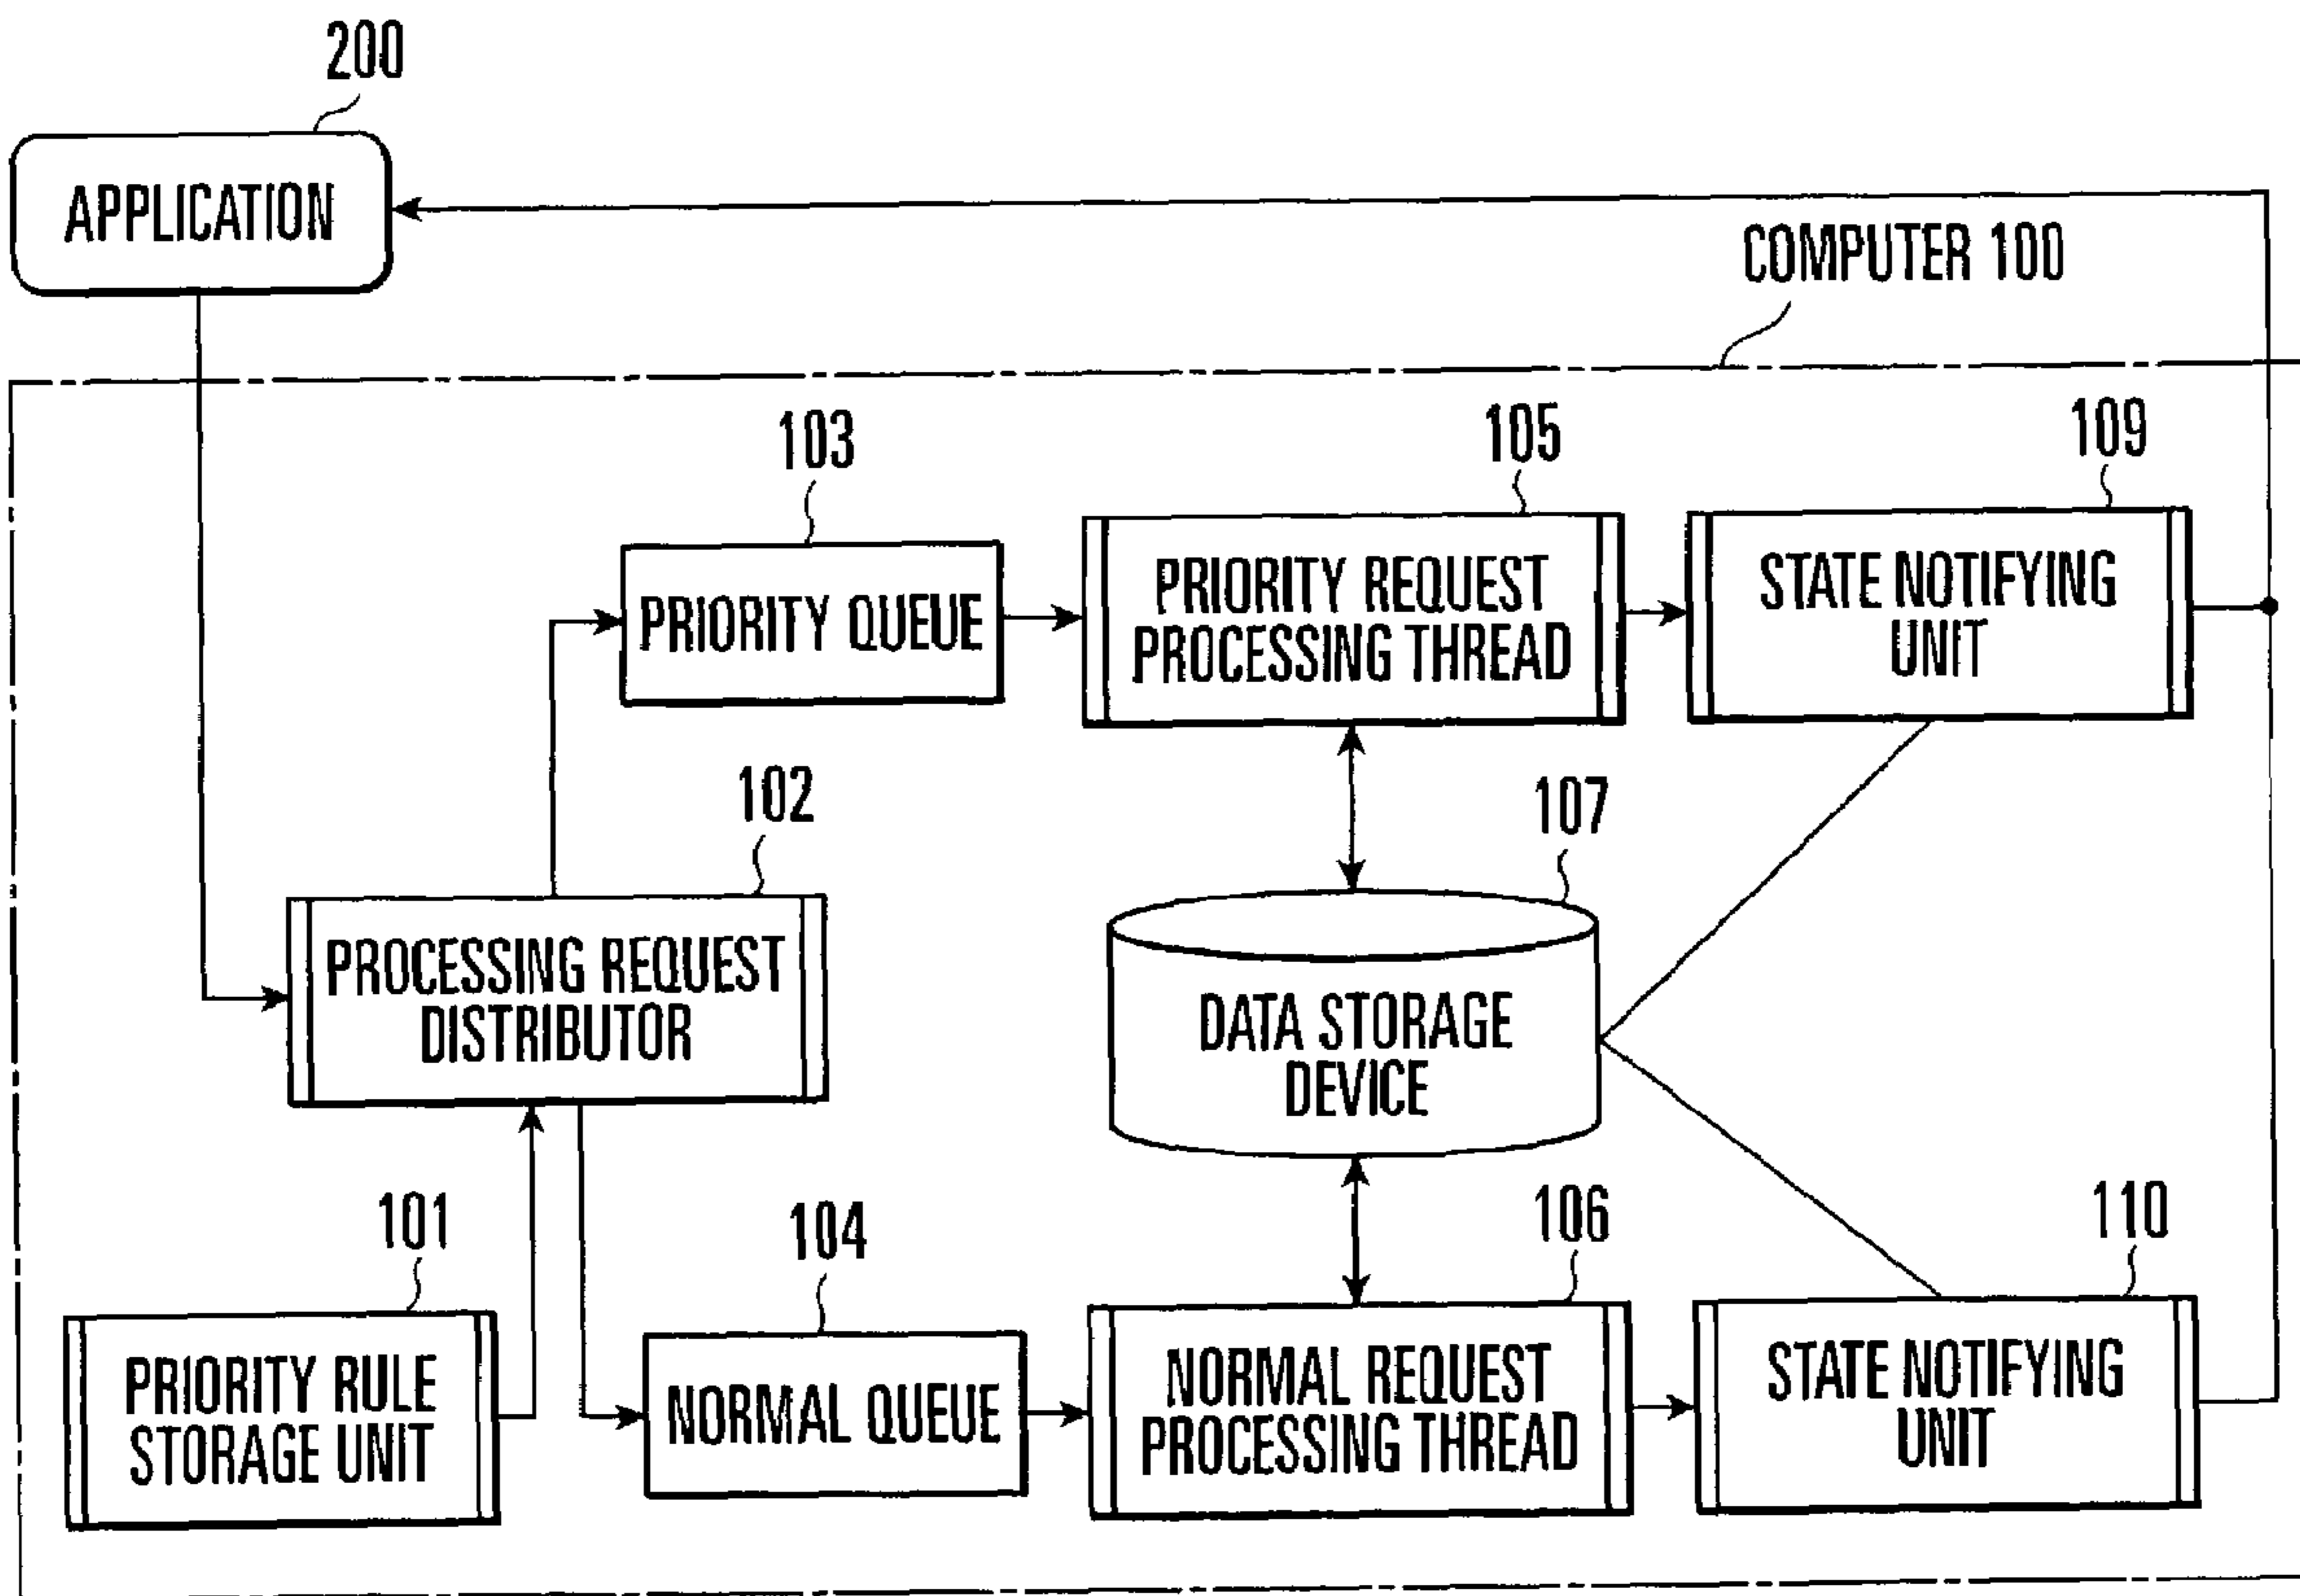 200
APPLICATION
COMPUTER 100
103
105
109
PRIORITY QUEUE
PRIORITY REQUEST
PROCESSING THREAD
STATE NOTIFYING
UNIT
102
107
PROCESSING REQUEST
DISTRIBUTOR
DATA STORAGE
DEVICE
101
104
106
110
PRIORITY RULE
STORAGE UNIT
NORMAL QUEUE
NORMAL REQUEST
PROCESSING THREAD
STATE NOTIFYING
UNIT